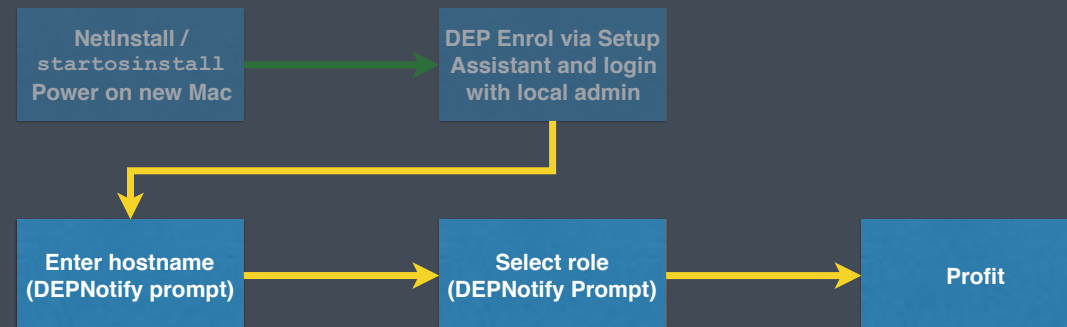 NetInstall /
startosinstall
Power on new Mac
DEP Enrol via Setup
Assistant and login
with local admin
Enter hostname
(DEPNotify prompt)
Select role
(DEPNotify Prompt)
Profit